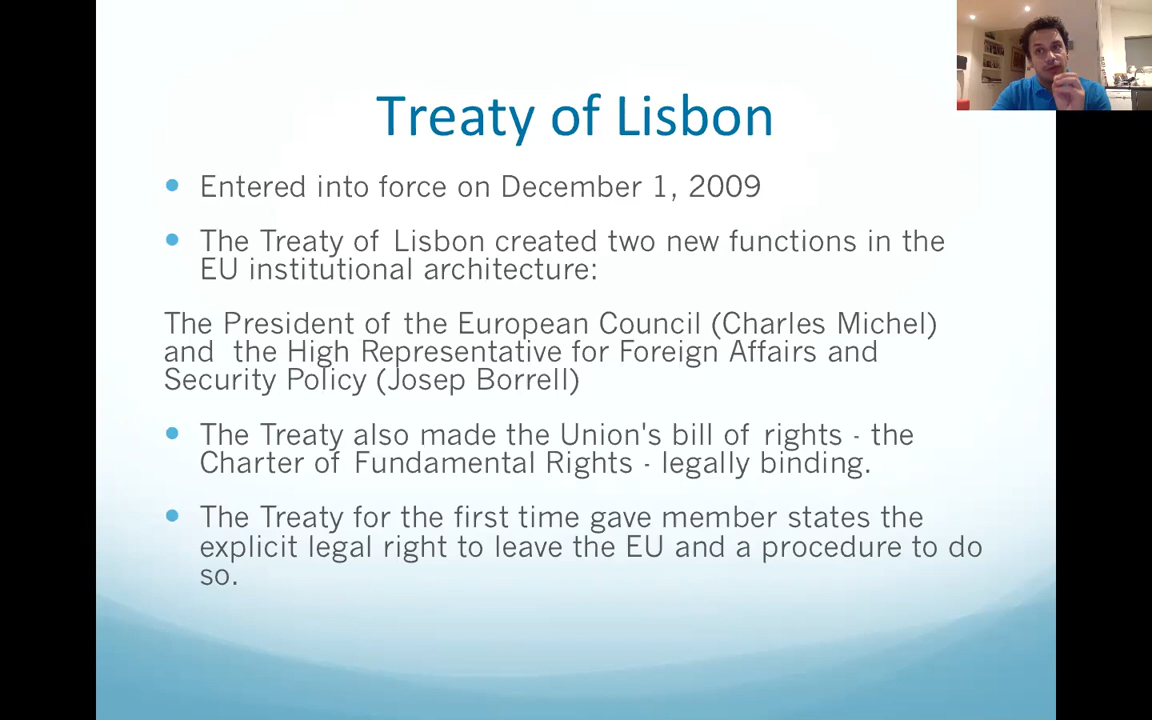 Treaty of Lisbon
Entered into force on December 1, 2009
The Treaty of Lisbon created two new functions in the
EU institutional architecture:
The President of the European Council (Charles Michel)
and the High Representative for Foreign Affairs and
Security Policy (Josep Borrell)
The Treaty also made the Union's bill of rights - the
Charter of Fundamental Rights - legally binding.
The Treaty for the first time gave member states the
explicit legal right to leave the EU and a procedure to do
so.